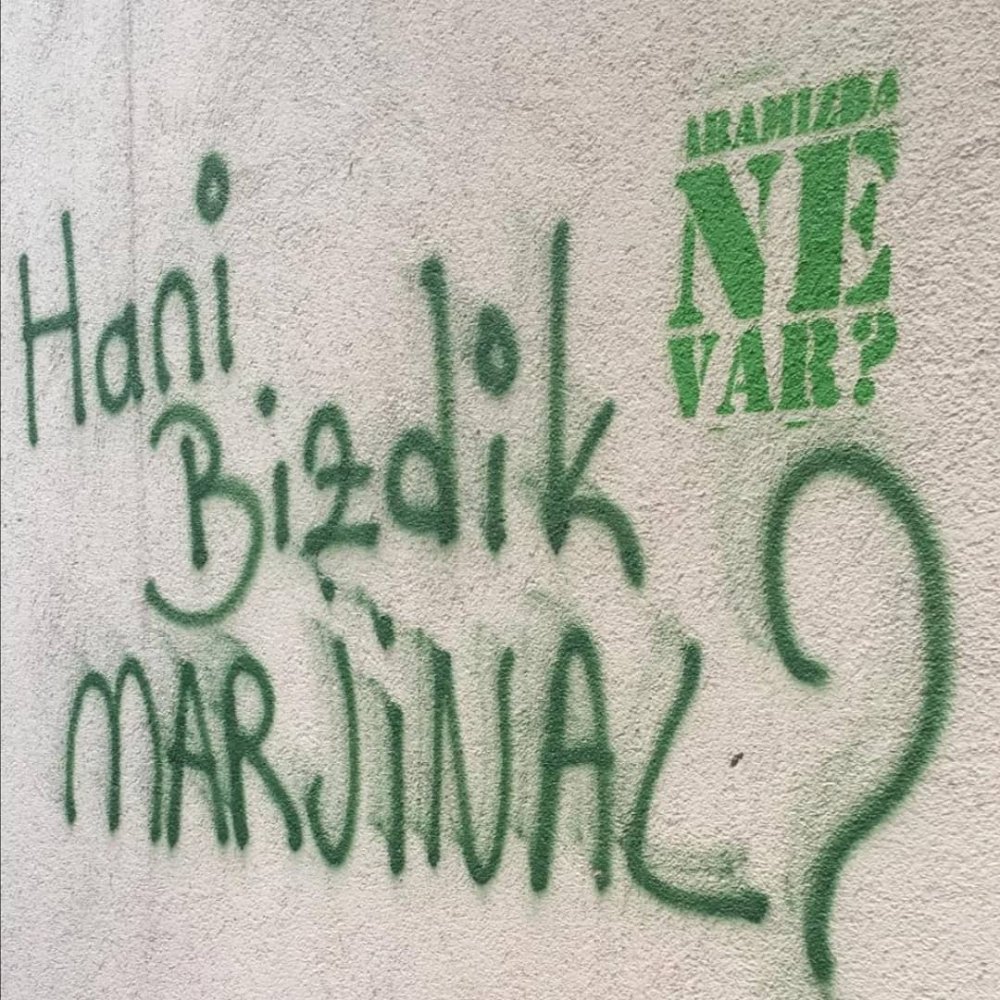 Hani
Bizdik
MARJiNAL?
ARAMIZDA
NE
VAR?